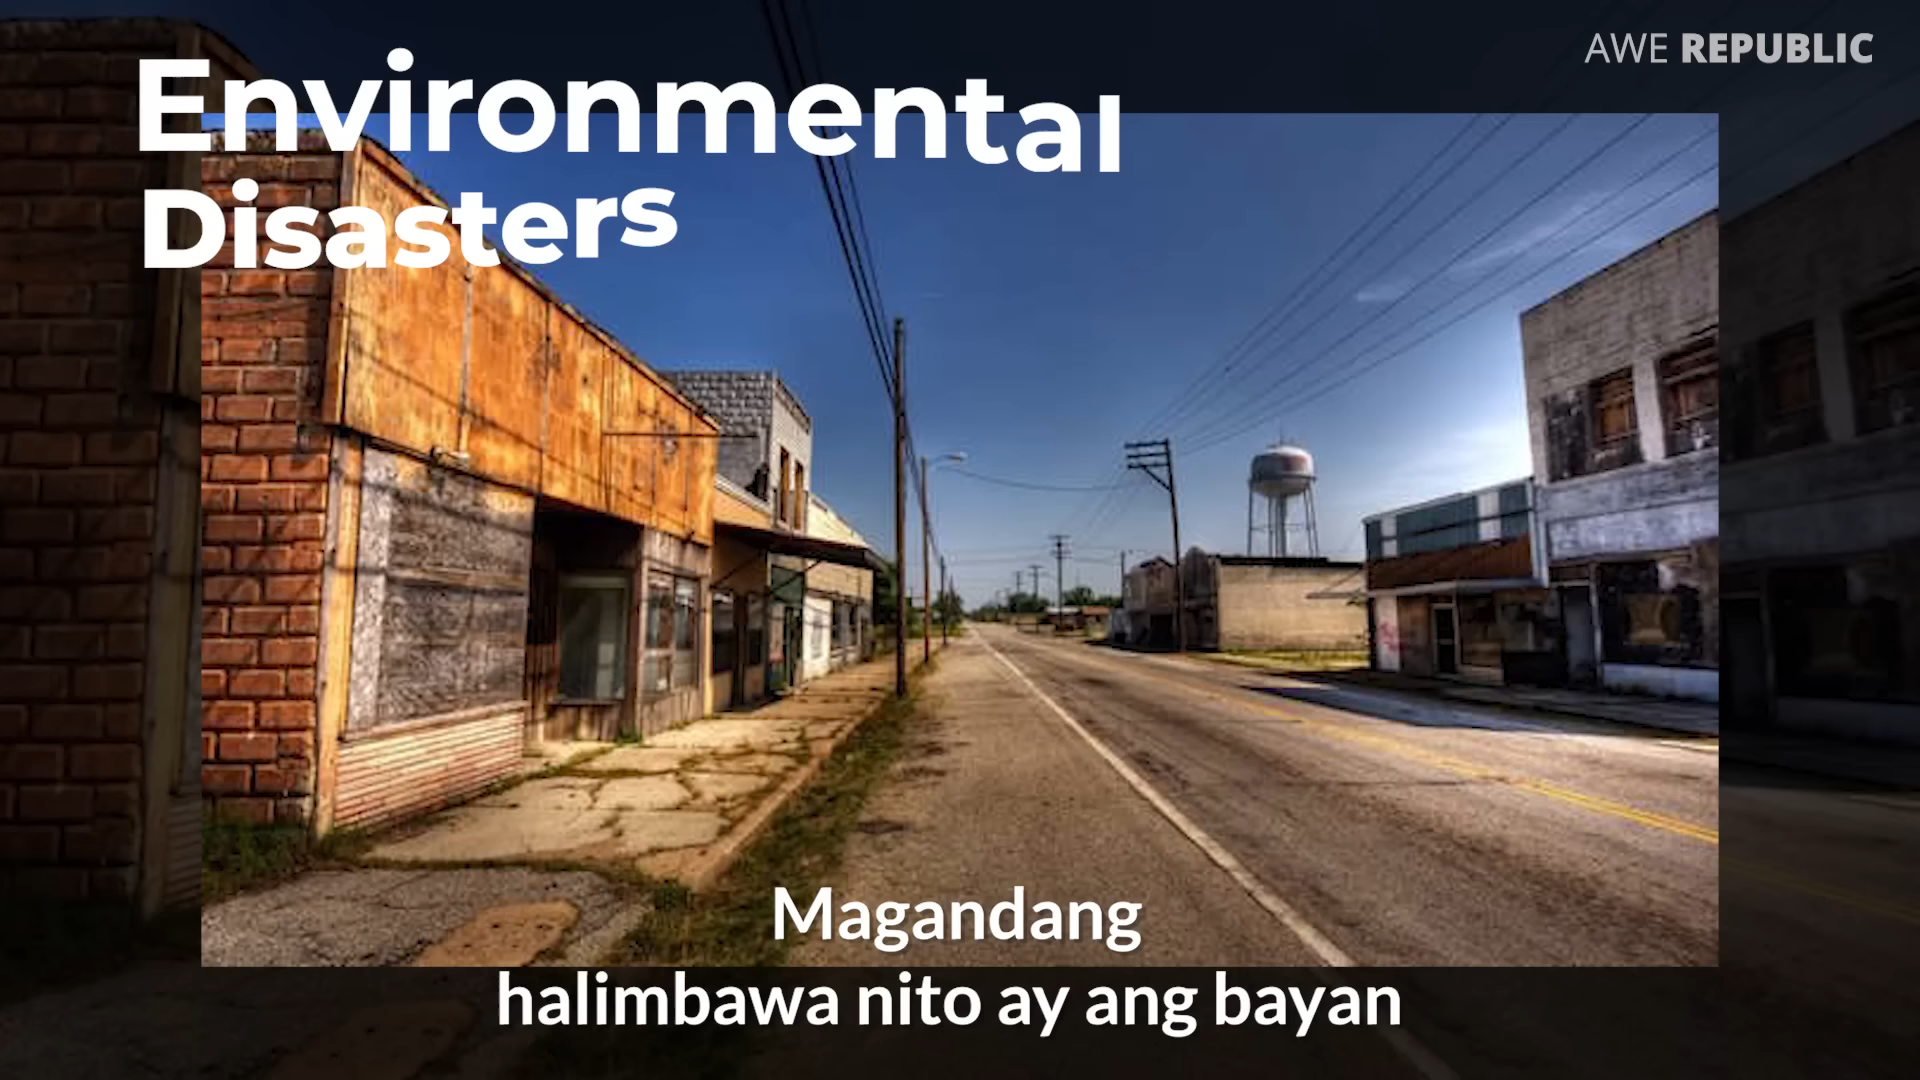 AWE REPUBLIC
Environmental
Disasters
Magandang
halimbawa nito ay ang bayan